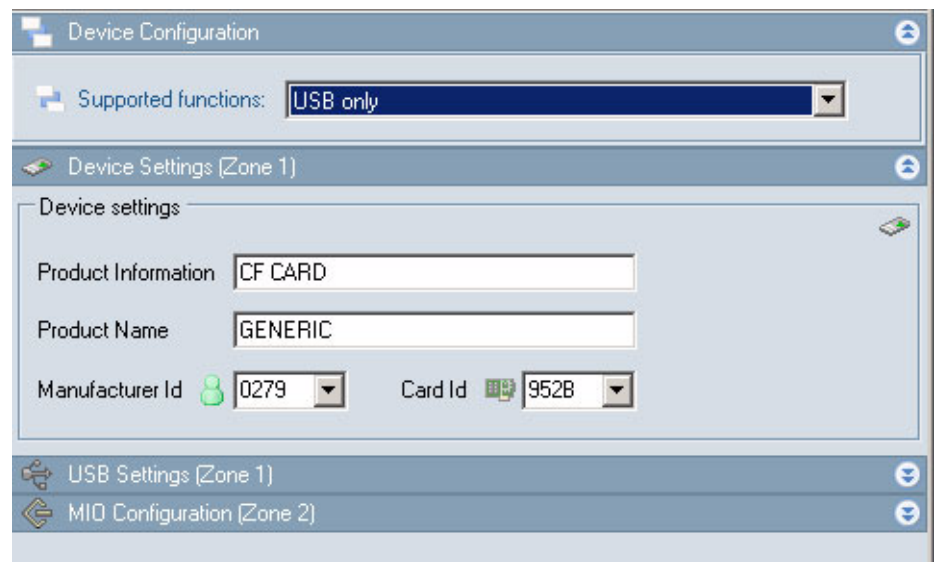 Device Configuration
Supported functions: USB only
Device Settings (Zone 1)
Device settings
Product Information CF CARD
Product Name GENERIC
Manufacturer Id 0279 Card Id 952B
USB Settings (Zone 1)
MIO Configuration (Zone 2)